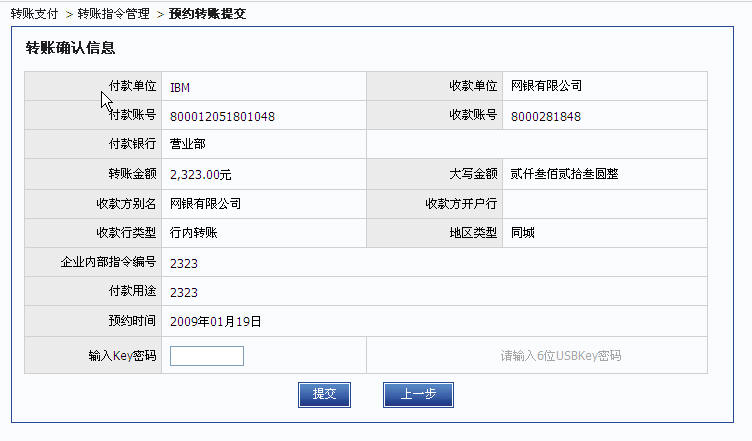 转账支付 > 转账指令管理 > 预约转账提交
转账确认信息
付款单位 IBM 收款单位 网银有限公司
付款账号 800012051801048 收款账号 8000281848
付款银行 营业部
转账金额 2,323.00元 大写金额 贰仟叁佰贰拾叁圆整
收款方别名 网银有限公司 收款方开户行
收款行类型 行内转账 地区类型 同城
企业内部指令编号 2323
付款用途 2323
预约时间 2009年01月19日
输入Key密码 请输入6位USBKey密码
提交 上一步